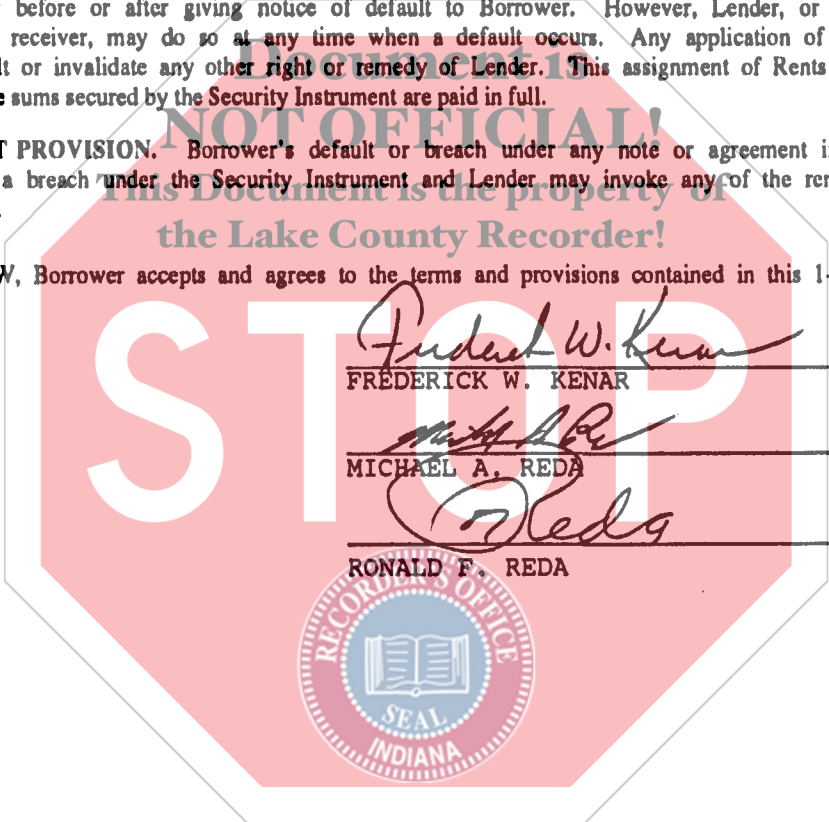 before or after giving notice of default to Borrower. However, Lender, or
receiver, may do so at any time when a default occurs. Any application of
lt or invalidate any other right or remedy of Lender. This assignment of Rents
e sums secured by the Security Instrument are paid in full.
Document is
NOT OFFICIAL!
T PROVISION. Borrower's default or breach under any note or agreement i
a breach under the Security Instrument and Lender may invoke any of the re
This Document is the property of
the Lake County Recorder!
W, Borrower accepts and agrees to the terms and provisions contained in this 1-
STOP
Frederick W. Kenar
FREDERICK W. KENAR
MICHAEL A. REDA
Reda
RONALD F. REDA
RECORDER'S OFFICE
SEAL
INDIANA